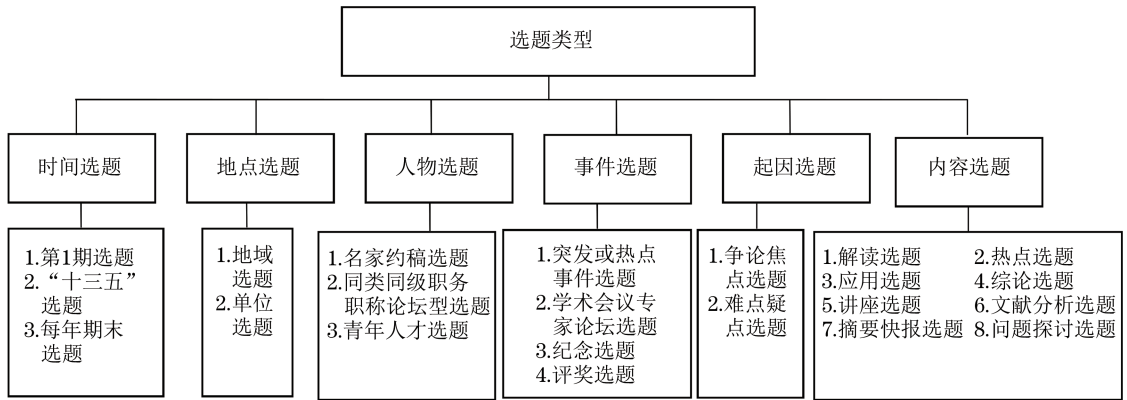 选题类型
时间选题
地点选题
人物选题
事件选题
起因选题
内容选题
1.第1期选题
2.“十三五”
选题
3.每年期末
选题
1.地域
选题
2.单位
选题
1.名家约稿选题
2.同类同级职务
职称论坛型选题
3.青年人才选题
1.突发或热点
事件选题
2.学术会议专
家论坛选题
3.纪念选题
4.评奖选题
1.争论焦
点选题
2.难点疑
点选题
1.解读选题 2.热点选题
3.应用选题 4.综论选题
5.讲座选题 6.文献分析选题
7.摘要快报选题 8.问题探讨选题